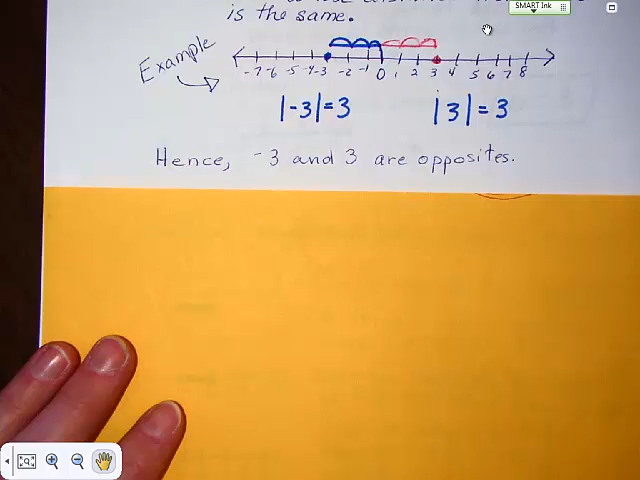 is the same.
SMART Ink
Example
-7 -6 -5 -4 -3 -2 -1 0 1 2 3 4 5 6 7 8
|-3| = 3 |3| = 3
Hence, -3 and 3 are opposites.